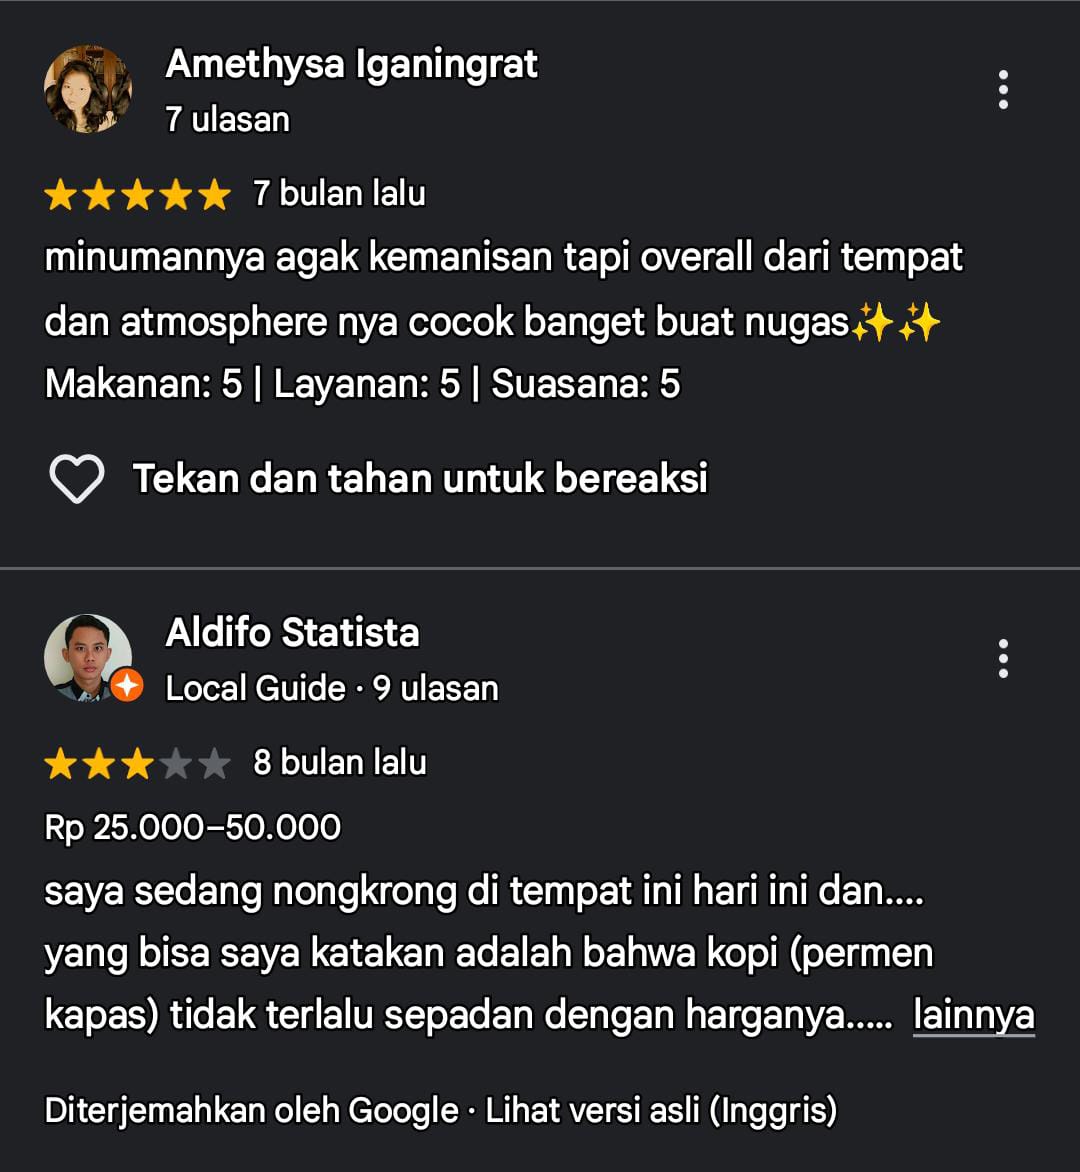 Amethysa Iganingrat
7 ulasan
7 bulan lalu
minumannya agak kemanisan tapi overall dari tempat
dan atmosphere nya cocok banget buat nugas✨✨
Makanan: 5 | Layanan: 5 | Suasana: 5
Tekan dan tahan untuk bereaksi
Aldifo Statista
Local Guide · 9 ulasan
8 bulan lalu
Rp 25.000–50.000
saya sedang nongkrong di tempat ini hari ini dan....
yang bisa saya katakan adalah bahwa kopi (permen
kapas) tidak terlalu sepadan dengan harganya..... lainnya
Diterjemahkan oleh Google · Lihat versi asli (Inggris)